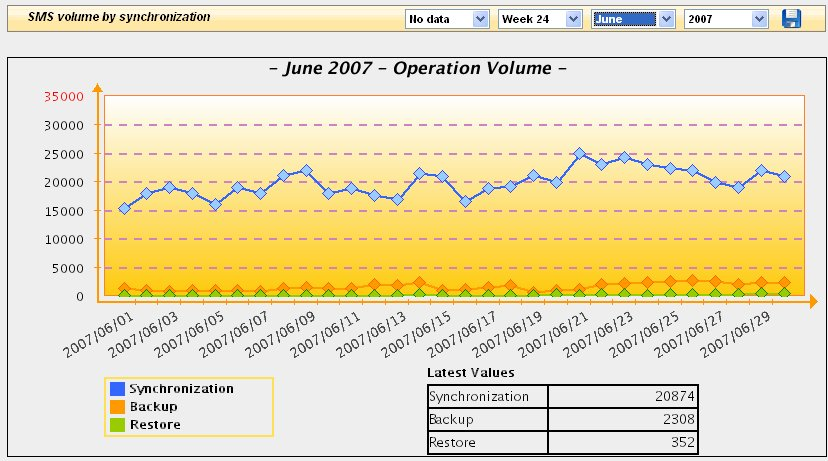 SMS volume by synchronization No data Week 24 June 2007
- June 2007 - Operation Volume -
35000
30000
25000
20000
15000
10000
5000
0
2007/06/01 2007/06/03 2007/06/05 2007/06/07 2007/06/09 2007/06/11 2007/06/13 2007/06/15 2007/06/17 2007/06/19 2007/06/21 2007/06/23 2007/06/25 2007/06/27 2007/06/29
Synchronization
Backup
Restore
Latest Values
Synchronization 20874
Backup 2308
Restore 352